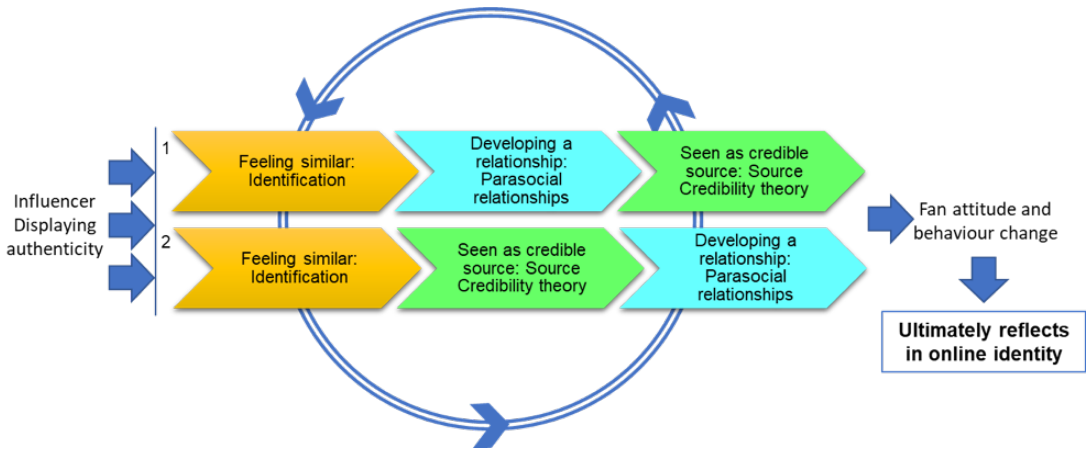 Influencer
Displaying
authenticity
1
Feeling similar:
Identification
Developing a
relationship:
Parasocial
relationships
Seen as credible
source: Source
Credibility theory
2
Feeling similar:
Identification
Seen as credible
source: Source
Credibility theory
Developing a
relationship:
Parasocial
relationships
Fan attitude and
behaviour change
Ultimately reflects
in online identity